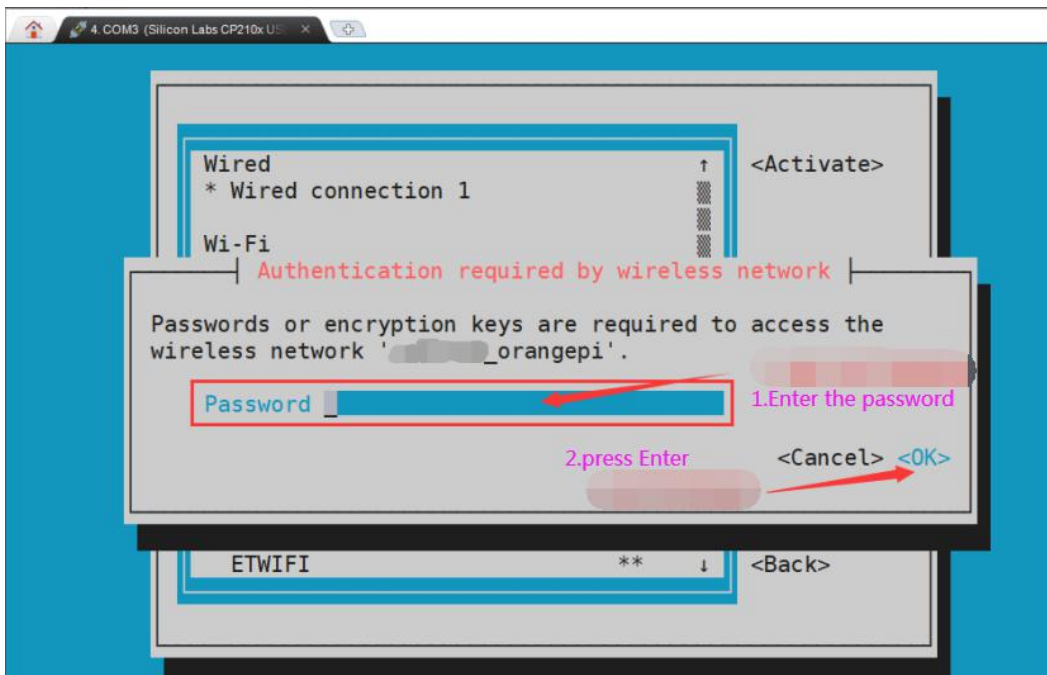 4. COM3 (Silicon Labs CP210x US
Wired ↑ <Activate>
* Wired connection 1
Wi-Fi
Authentication required by wireless network
Passwords or encryption keys are required to access the
wireless network ' _orangepi'.
Password _
1.Enter the password
2.press Enter
<Cancel> <OK>
ETWIFI ** ↓ <Back>